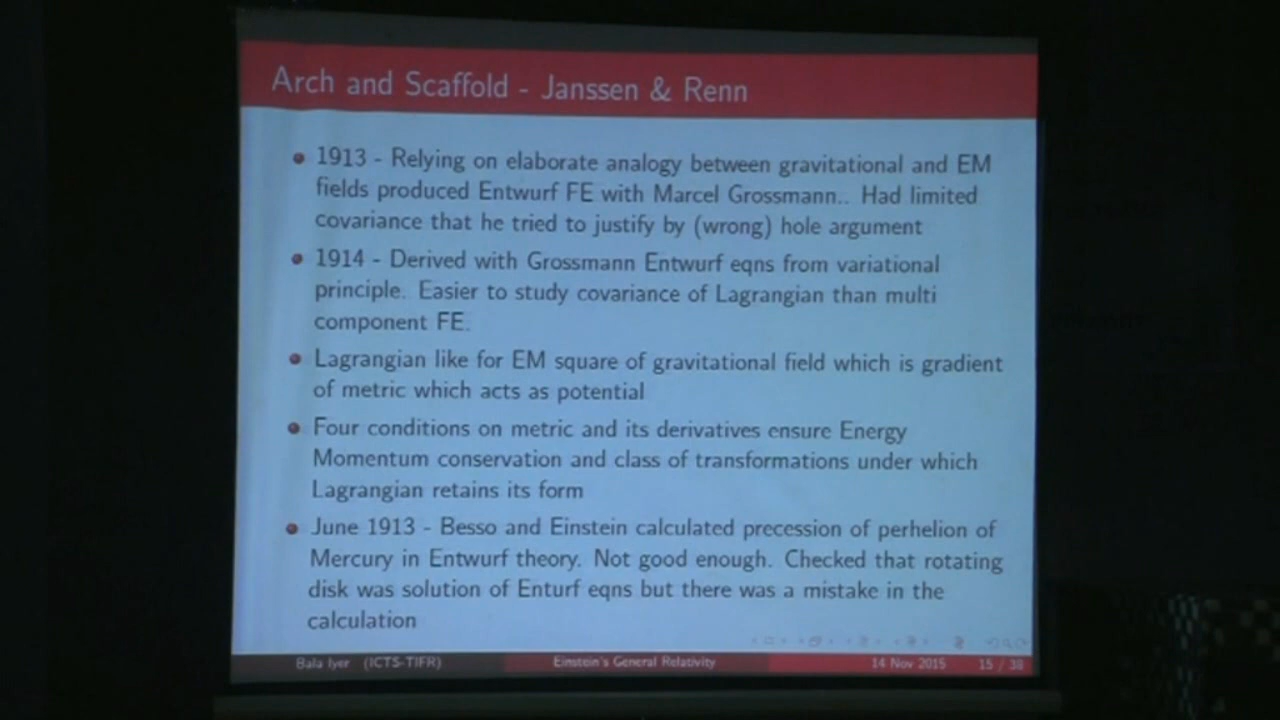 Arch and Scaffold - Janssen & Renn
1913 - Relying on elaborate analogy between gravitational and EM
fields produced Entwurf FE with Marcel Grossmann.. Had limited
covariance that he tried to justify by (wrong) hole argument
1914 - Derived with Grossmann Entwurf eqns from variational
principle. Easier to study covariance of Lagrangian than multi
component FE.
Lagrangian like for EM square of gravitational field which is gradient
of metric which acts as potential
Four conditions on metric and its derivatives ensure Energy
Momentum conservation and class of transformations under which
Lagrangian retains its form
June 1913 - Besso and Einstein calculated precession of perhelion of
Mercury in Entwurf theory. Not good enough. Checked that rotating
disk was solution of Enturf eqns but there was a mistake in the
calculation
Bala Iyer (ICTS-TIFR) Einstein's General Relativity 14 Nov 2015 15 / 38